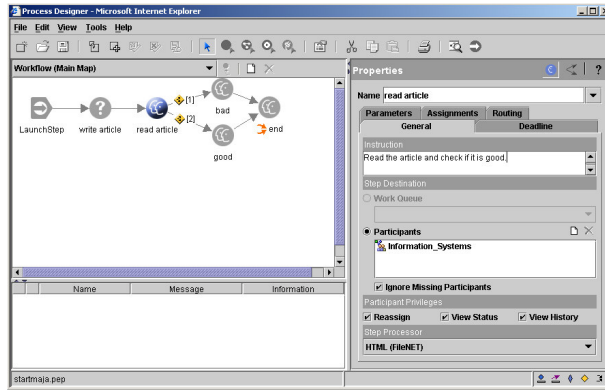 Process Designer - Microsoft Internet Explorer
File Edit View Tools Help
Workflow (Main Map)
Properties
?
Name read article
Parameters Assignments Routing
General Deadline
Instruction
Read the article and check if it is good.
Step Destination
Work Queue
Participants
Information_Systems
Ignore Missing Participants
Participant Privileges
Reassign View Status View History
Step Processor
HTML (FileNET)
[1]
bad
[2]
?
LaunchStep write article read article end
good
Name Message Information
startmaja.pep